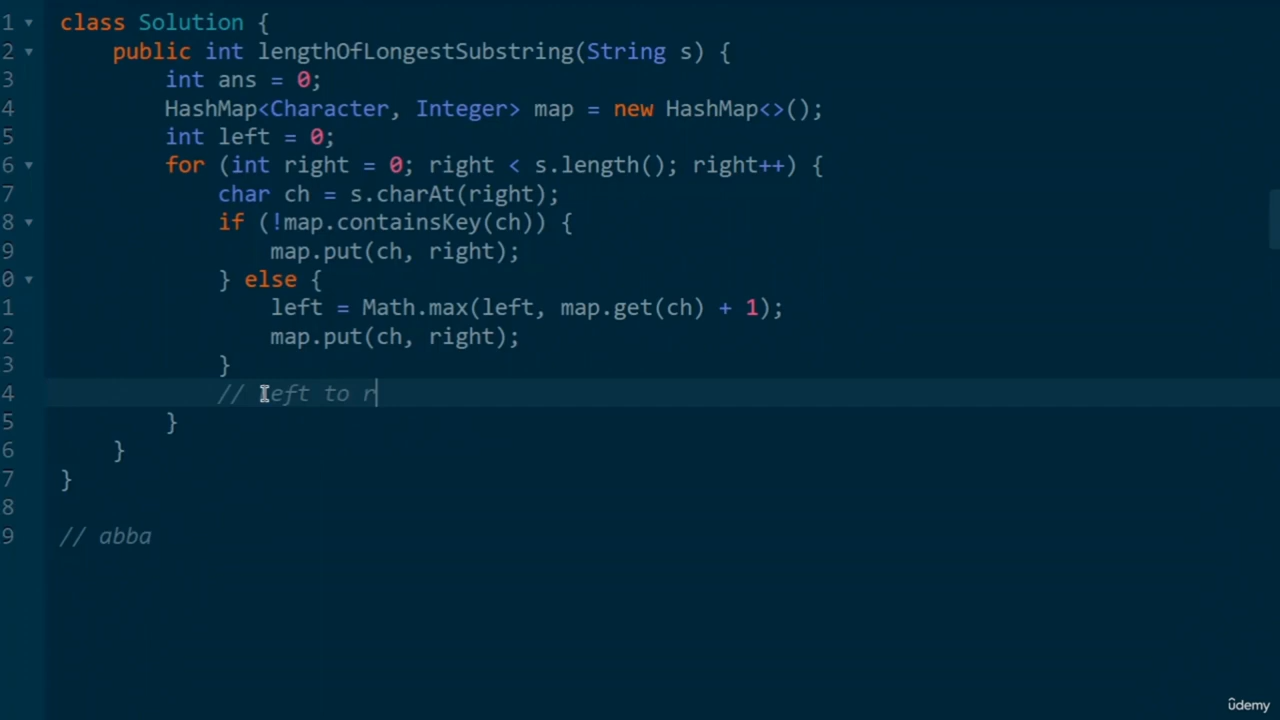 1 class Solution {
2 public int lengthOfLongestSubstring(String s) {
3 int ans = 0;
4 HashMap<Character, Integer> map = new HashMap<>();
5 int left = 0;
6 for (int right = 0; right < s.length(); right++) {
7 char ch = s.charAt(right);
8 if (!map.containsKey(ch)) {
9 map.put(ch, right);
0 } else {
1 left = Math.max(left, map.get(ch) + 1);
2 map.put(ch, right);
3 }
4 // left to r
5 }
6 }
7 }
8
9 // abba
ûdemy